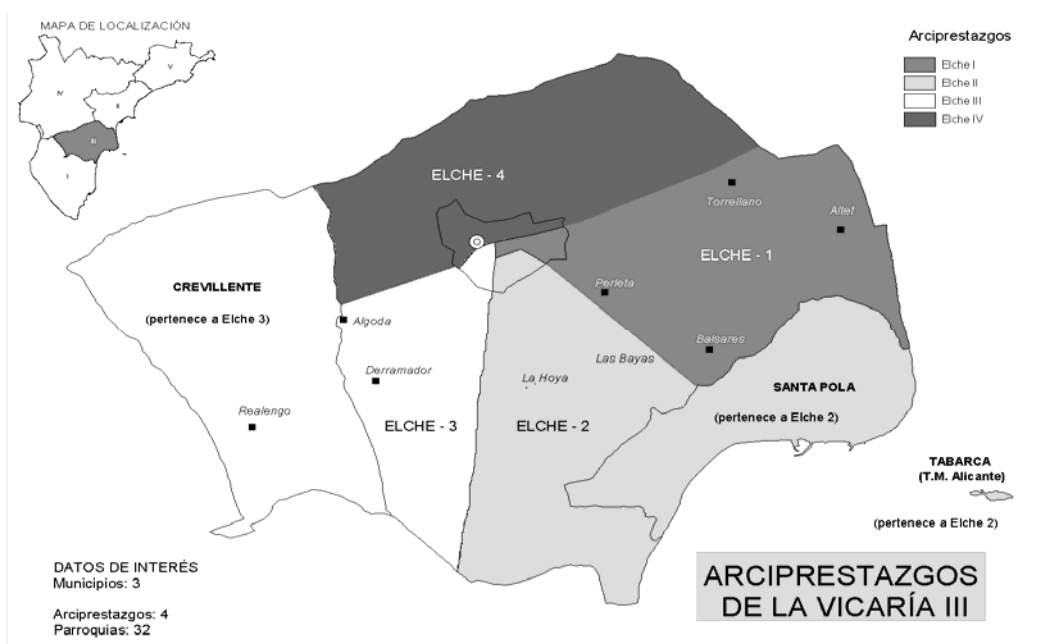 MAPA DE LOCALIZACIÓN
V
IV
II
III
I
Arciprestazgos
Elche I
Elche II
Elche III
Elche IV
ELCHE - 4
Torrellano
Altet
ELCHE - 1
CREVILLENTE
(pertenece a Elche 3)
Perleta
Algoda
Balsares
Las Bayas
Derramador
La Hoya
SANTA POLA
(pertenece a Elche 2)
Realengo
ELCHE - 3
ELCHE - 2
TABARCA
(T.M. Alicante)
(pertenece a Elche 2)
DATOS DE INTERÉS
Municipios: 3
Arciprestazgos: 4
Parroquias: 32
ARCIPRESTAZGOS
DE LA VICARÍA III